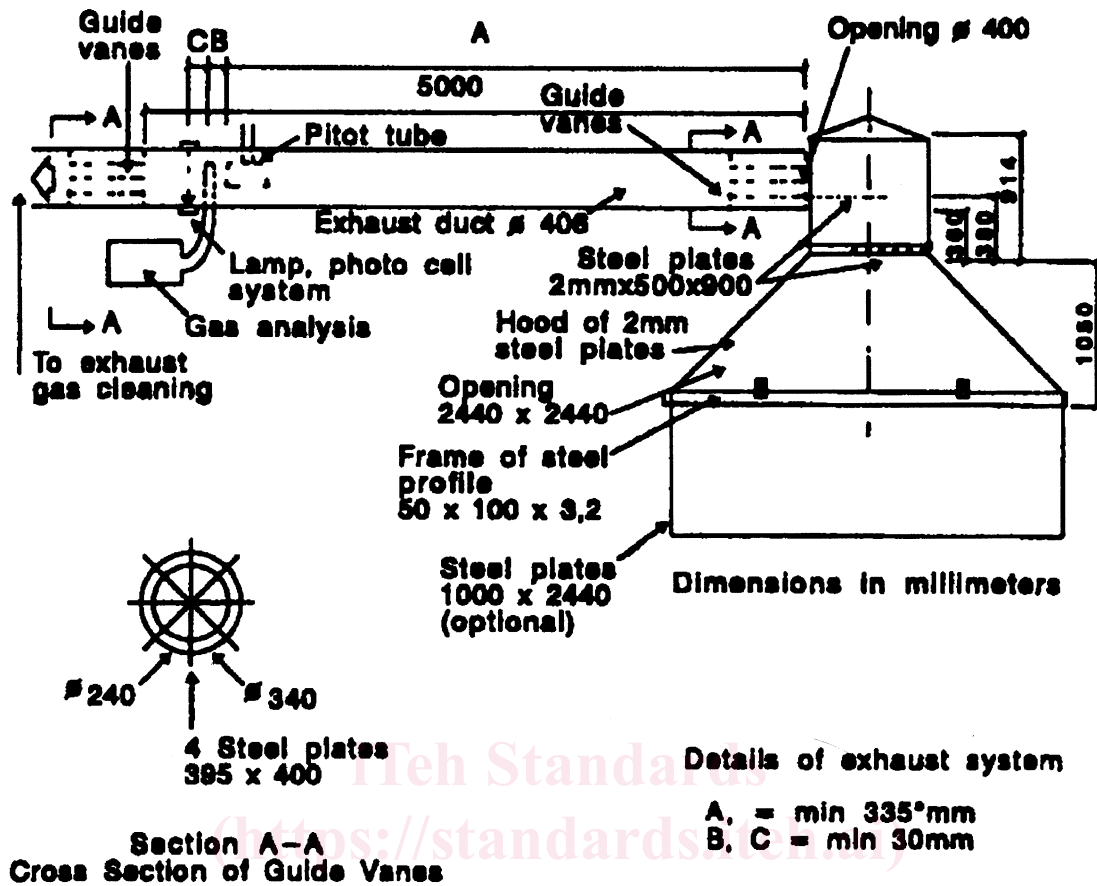 Guide
vanes
CB
A
Opening ø 400
5000
Guide
vanes
A
A
Pitot tube
914
Exhaust duct ø 406
A
360
390
Steel plates
2mmx500x900
Lamp, photo cell
system
Gas analysis
A
Hood of 2mm
steel plates
1080
To exhaust
gas cleaning
Opening
2440 x 2440
Frame of steel
profile
50 x 100 x 3,2
Steel plates
1000 x 2440
(optional)
Dimensions in millimeters
ø 240
ø 340
4 Steel plates
395 x 400
iTeh Standards
(https://standards.iteh.ai)
Details of exhaust system
A, = min 335°mm
B, C = min 30mm
Section A-A
Cross Section of Guide Vanes